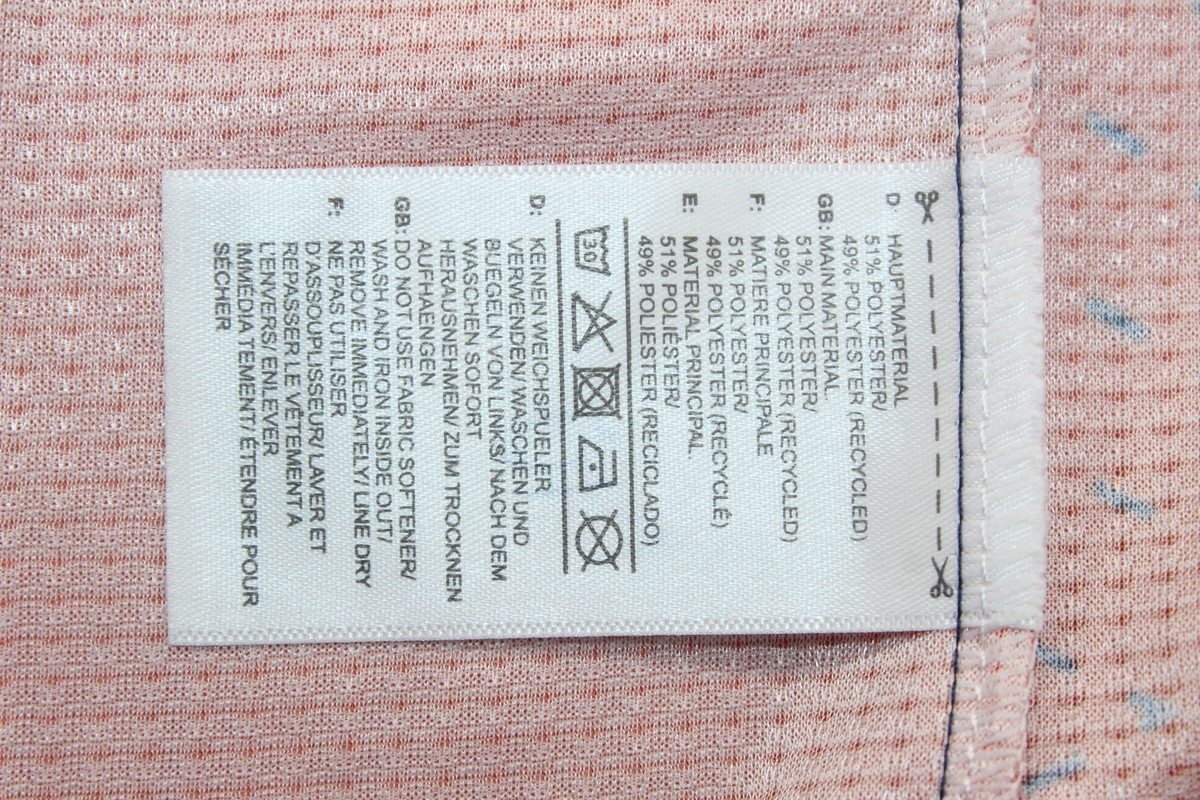 D: HAUPTMATERIAL
51% POLYESTER/
49% POLYESTER (RECYCLED)
GB: MAIN MATERIAL
51% POLYESTER/
49% POLYESTER (RECYCLED)
F: MATIERE PRINCIPALE
51% POLYESTER/
49% POLYESTER (RECYCLÉ)
E: MATERIAL PRINCIPAL
51% POLIÉSTER/
49% POLIESTER (RECICLADO)
30
D: KEINEN WEICHSPUELER
VERWENDEN/ WASCHEN UND
BUEGELN VON LINKS/ NACH DEM
WASCHEN SOFORT
HERAUSNEHMEN/ ZUM TROCKNEN
AUFHAENGEN
GB: DO NOT USE FABRIC SOFTENER/
WASH AND IRON INSIDE OUT/
REMOVE IMMEDIATELY/ LINE DRY
F: NE PAS UTILISER
D'ASSOUPLISSEUR/ LAVER ET
REPASSER LE VÊTEMENT A
L'ENVERS/ ENLEVER
IMMEDIA TEMENT/ ÉTENDRE POUR
SÉCHER